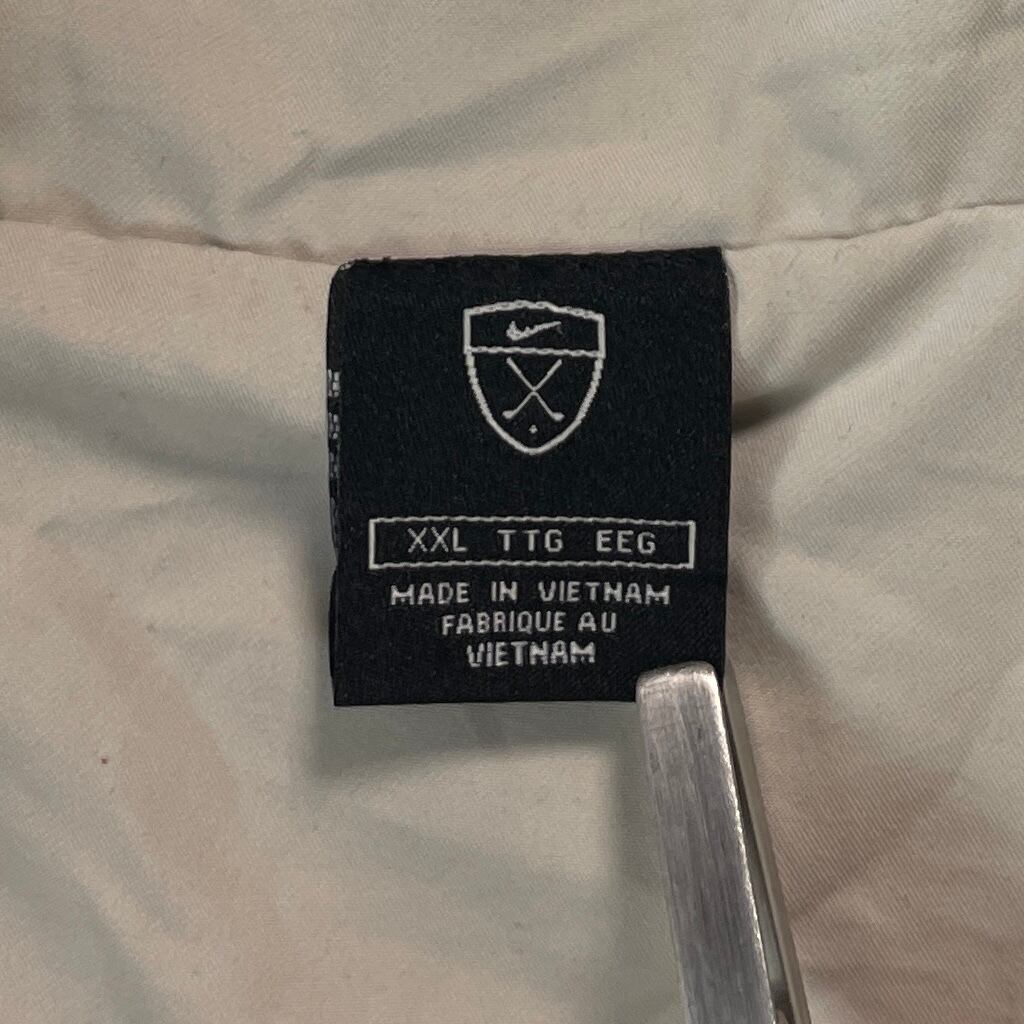 XXL TTG EEG
MADE IN VIETNAM
FABRIQUE AU
VIETNAM